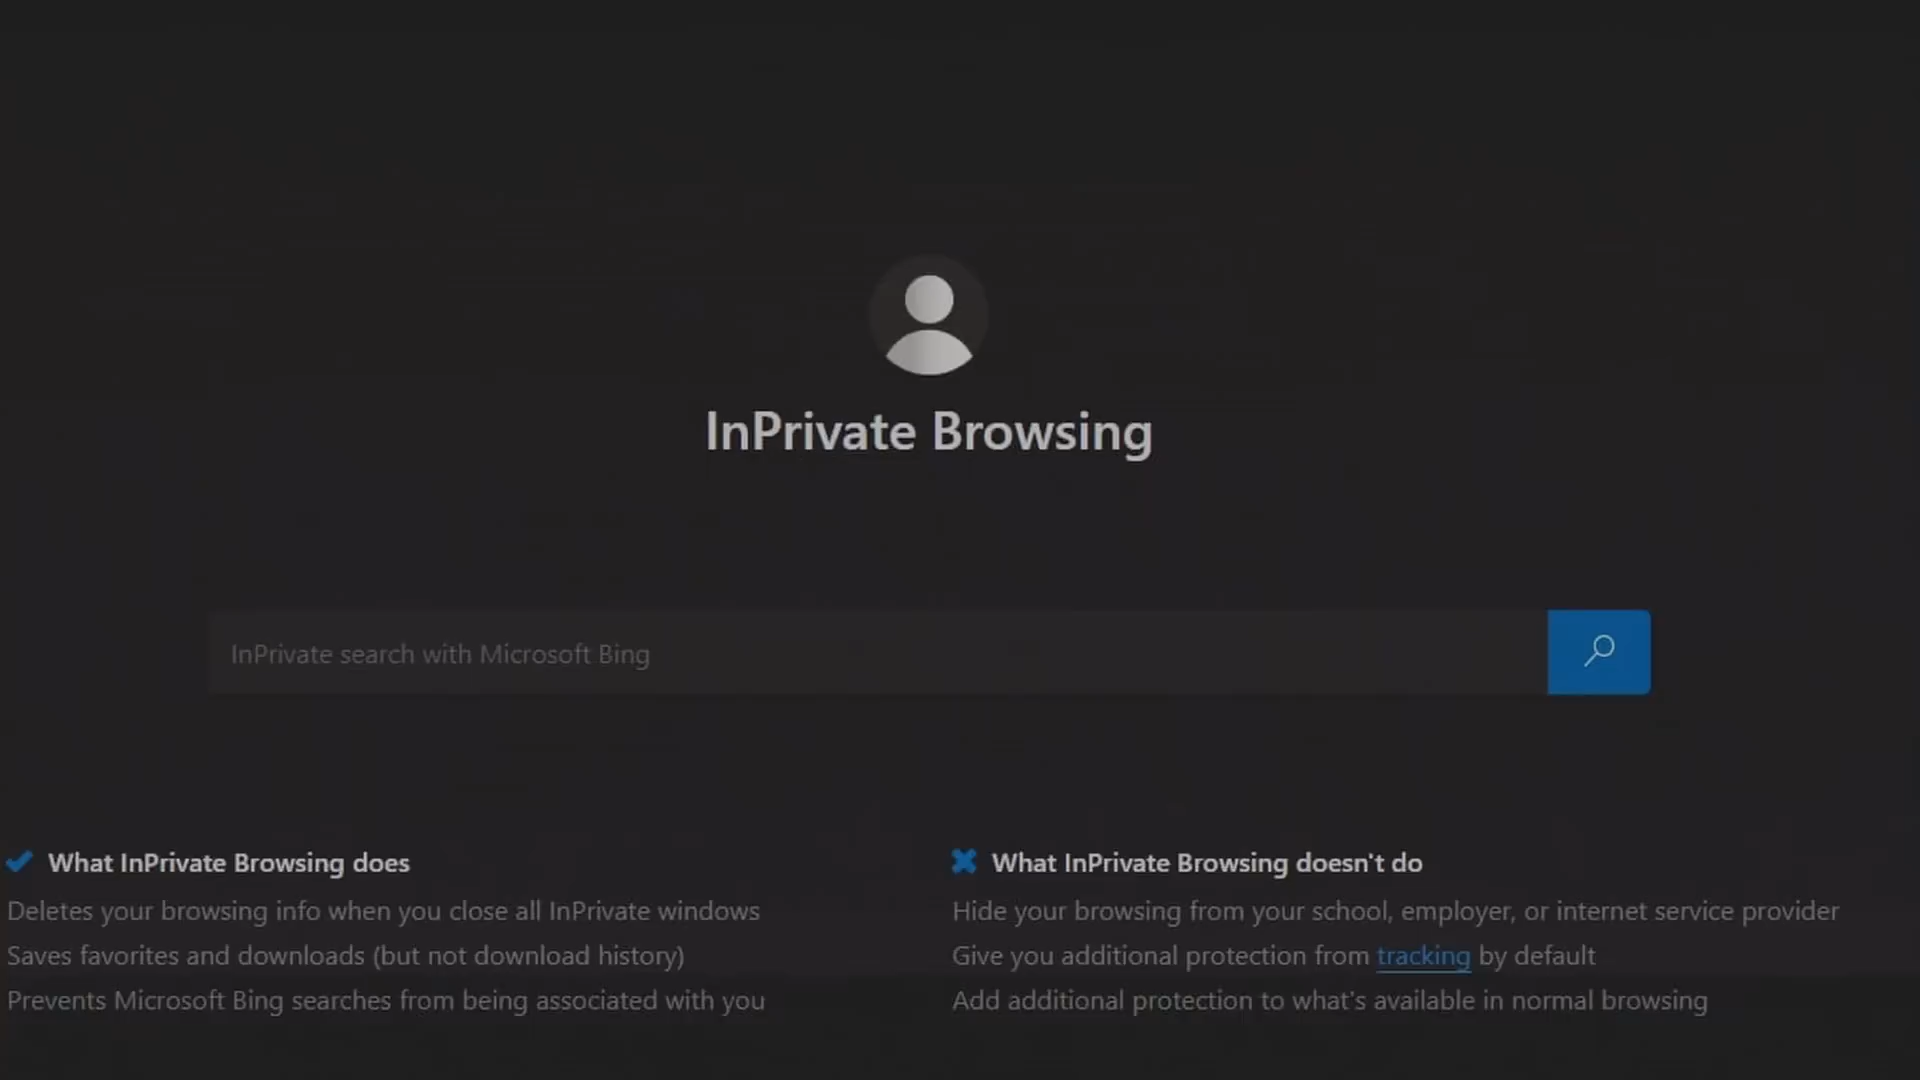 InPrivate Browsing
InPrivate search with Microsoft Bing
What InPrivate Browsing does
Deletes your browsing info when you close all InPrivate windows
Saves favorites and downloads (but not download history)
Prevents Microsoft Bing searches from being associated with you
What InPrivate Browsing doesn't do
Hide your browsing from your school, employer, or internet service provider
Give you additional protection from tracking by default
Add additional protection to what's available in normal browsing